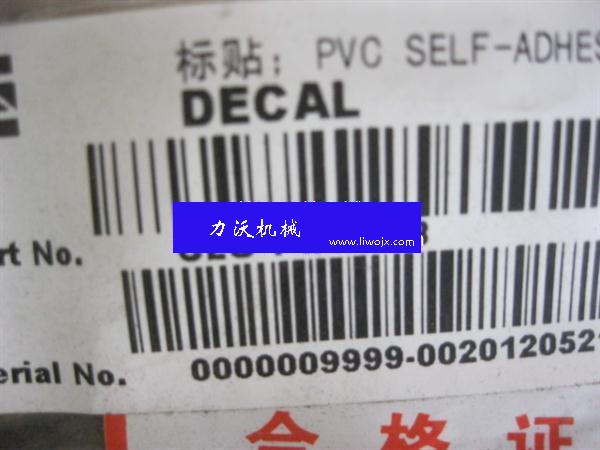 标贴: PVC SELF-ADHES
DECAL
力沃机械
www.liwojx.com
rt No.
erial No. 0000009999-0020120521
合格证